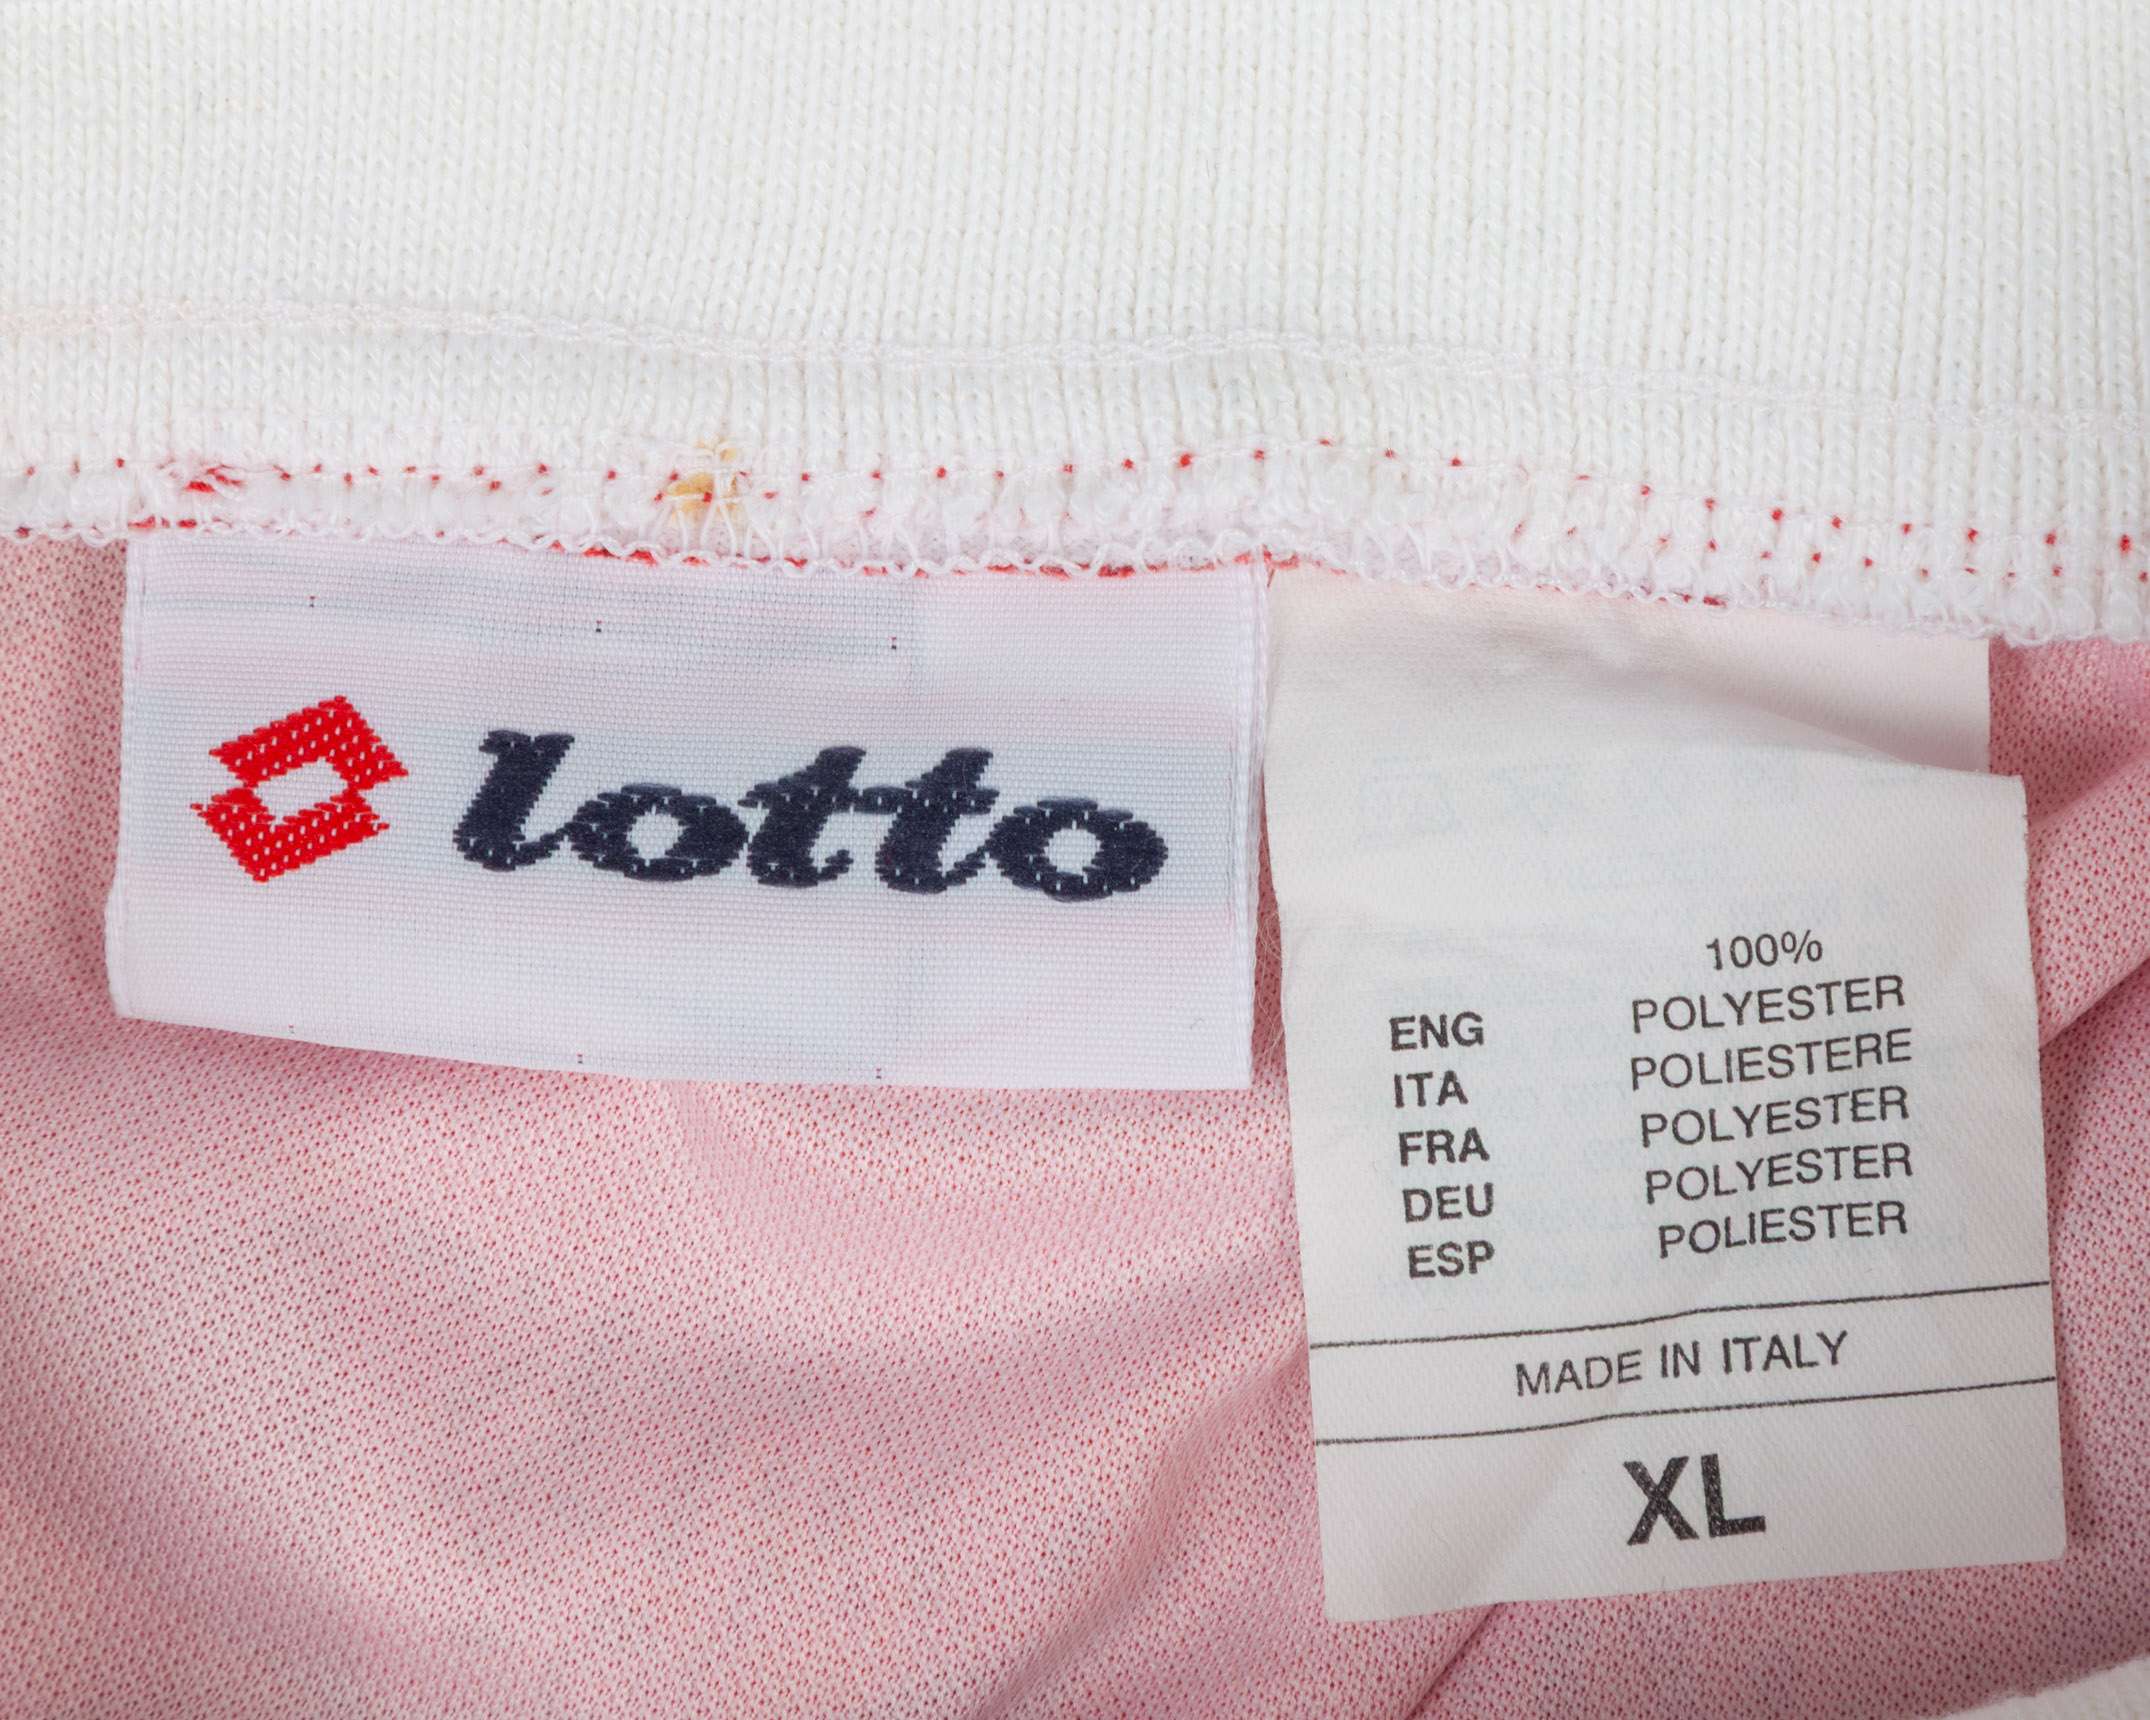 lotto
100%
ENG POLYESTER
ITA POLIESTERE
FRA POLYESTER
DEU POLYESTER
ESP POLIESTER
MADE IN ITALY
XL